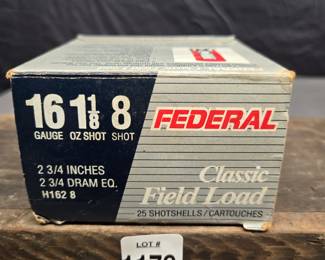 16 1 1/8 8
GAUGE OZ SHOT SHOT
FEDERAL
2 3/4 INCHES
2 3/4 DRAM EQ.
H162 8
Classic
Field Load
25 SHOTSHELLS/CARTOUCHES
LOT #